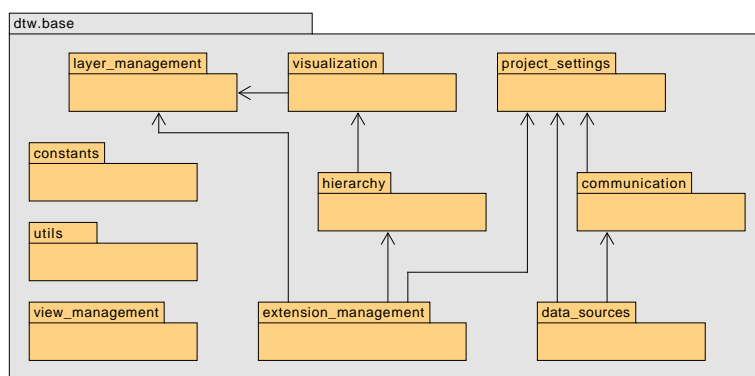 dtw.base
layer_management
visualization
project_settings
constants
hierarchy
communication
utils
view_management
extension_management
data_sources